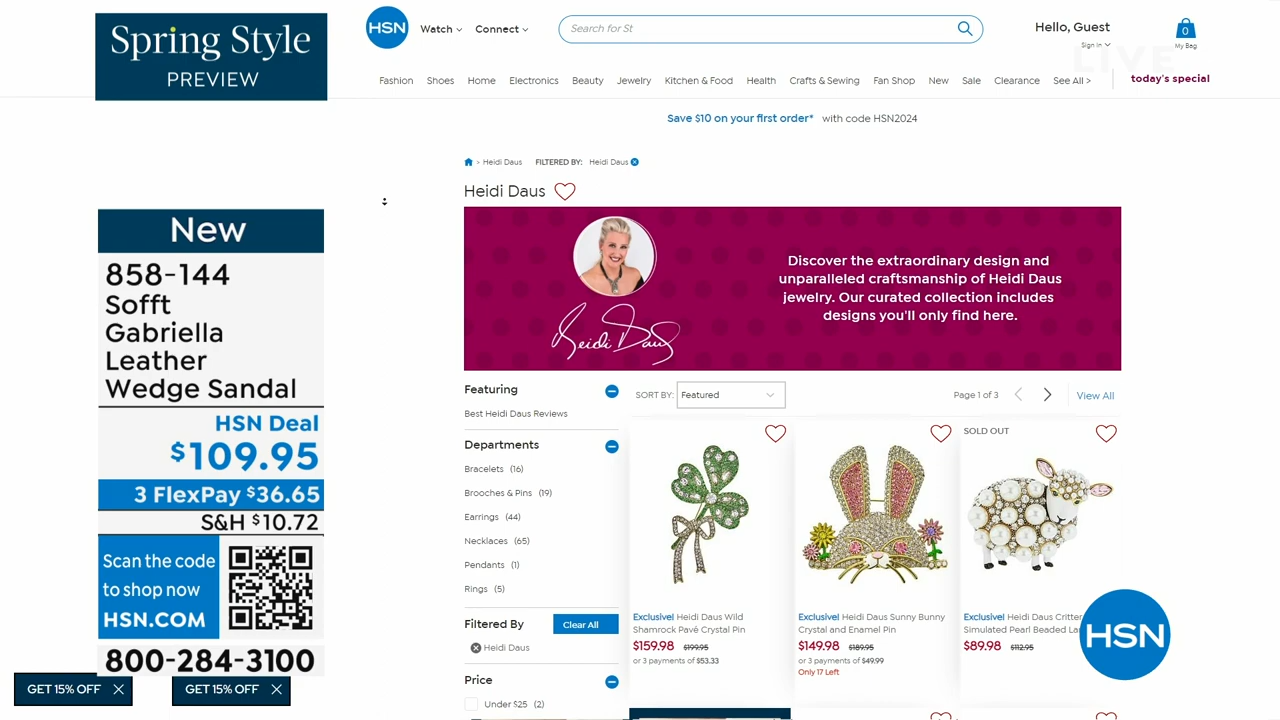 Spring Style
PREVIEW
HSN
Watch
Connect
Search for St
Hello, Guest
Sign In
0
My Bag
LIVE
Fashion Shoes Home Electronics Beauty Jewelry Kitchen & Food Health Crafts & Sewing Fan Shop New Sale Clearance See All >
today's special
Save $10 on your first order* with code HSN2024
> Heidi Daus FILTERED BY: Heidi Daus
Heidi Daus
Discover the extraordinary design and
unparalleled craftsmanship of Heidi Daus
jewelry. Our curated collection includes
designs you'll only find here.
Heidi Daus
New
858-144
Sofft
Gabriella
Leather
Wedge Sandal
HSN Deal
$109.95
3 FlexPay $36.65
S&H $10.72
Scan the code
to shop now
HSN.COM
800-284-3100
GET 15% OFF
GET 15% OFF
Featuring
Best Heidi Daus Reviews
Departments
Bracelets (16)
Brooches & Pins (19)
Earrings (44)
Necklaces (65)
Pendants (1)
Rings (5)
Filtered By
Clear All
Heidi Daus
Price
Under $25 (2)
SORT BY: Featured
Page 1 of 3
View All
Exclusive! Heidi Daus Wild
Shamrock Pavé Crystal Pin
$159.98 $199.95
or 3 payments of $53.33
Exclusive! Heidi Daus Sunny Bunny
Crystal and Enamel Pin
$149.98 $189.95
or 3 payments of $49.99
Only 17 Left
SOLD OUT
Exclusive! Heidi Daus Critter
Simulated Pearl Beaded La
$89.98 $112.95
HSN